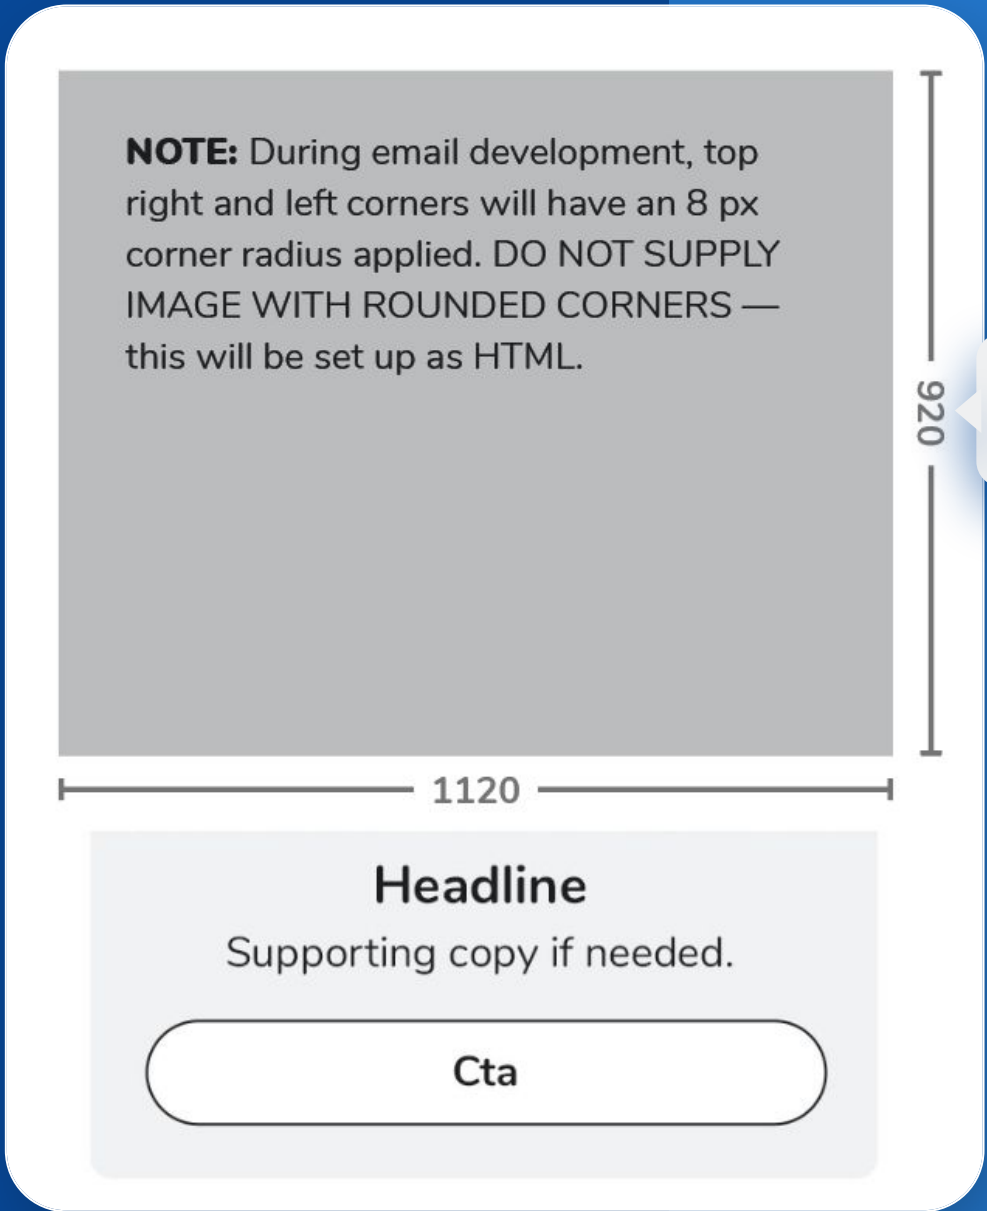 NOTE: During email development, top
right and left corners will have an 8 px
corner radius applied. DO NOT SUPPLY
IMAGE WITH ROUNDED CORNERS —
this will be set up as HTML.
920
1120
Headline
Supporting copy if needed.
Cta